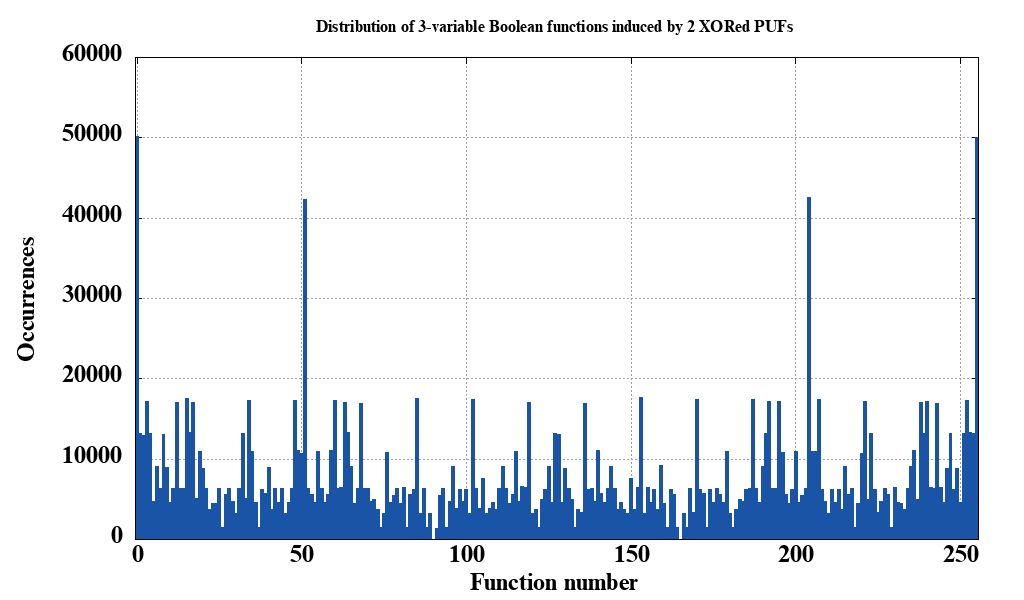 Distribution of 3-variable Boolean functions induced by 2 XORed PUFs
60000
50000
40000
30000
20000
10000
0
Occurrences
0 50 100 150 200 250
Function number